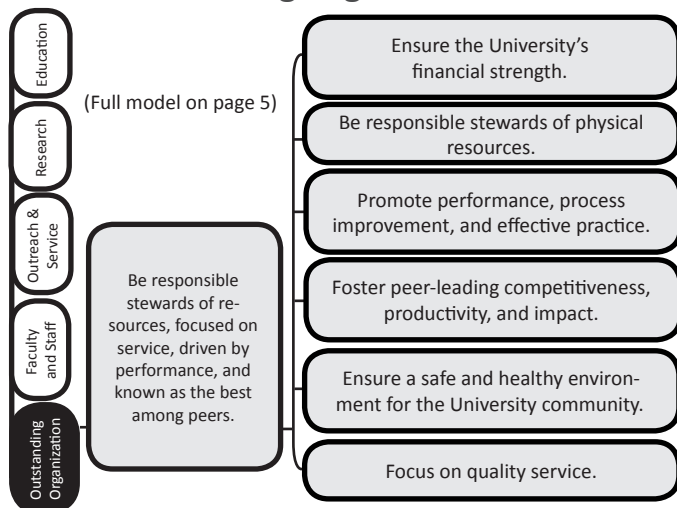 Education
Research
Outreach &
Service
Faculty
and Staff
Outstanding
Organization
(Full model on page 5)
Be responsible
stewards of re-
sources, focused on
service, driven by
performance, and
known as the best
among peers.
Ensure the University's
financial strength.
Be responsible stewards of physical
resources.
Promote performance, process
improvement, and effective practice.
Foster peer-leading competitiveness,
productivity, and impact.
Ensure a safe and healthy environ-
ment for the University community.
Focus on quality service.